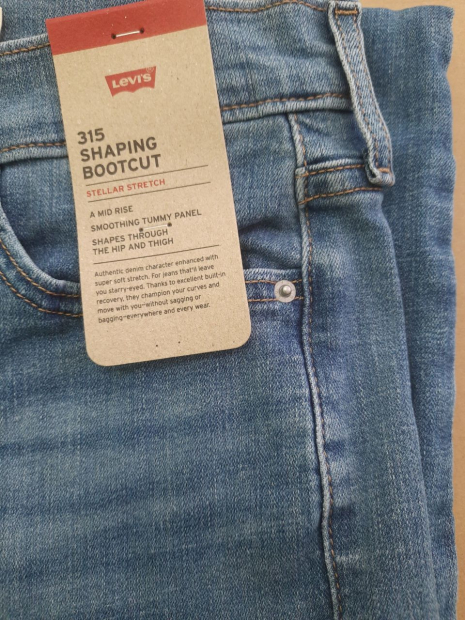 Levi's
315
SHAPING
BOOTCUT
STELLAR STRETCH
A MID RISE
SMOOTHING TUMMY PANEL
SHAPES THROUGH
THE HIP AND THIGH
Authentic denim character enhanced with
super soft stretch. For jeans that'll leave
you starry-eyed. Thanks to excellent built-in
recovery, they champion your curves and
move with you—without sagging or
bagging—everywhere and every wear.